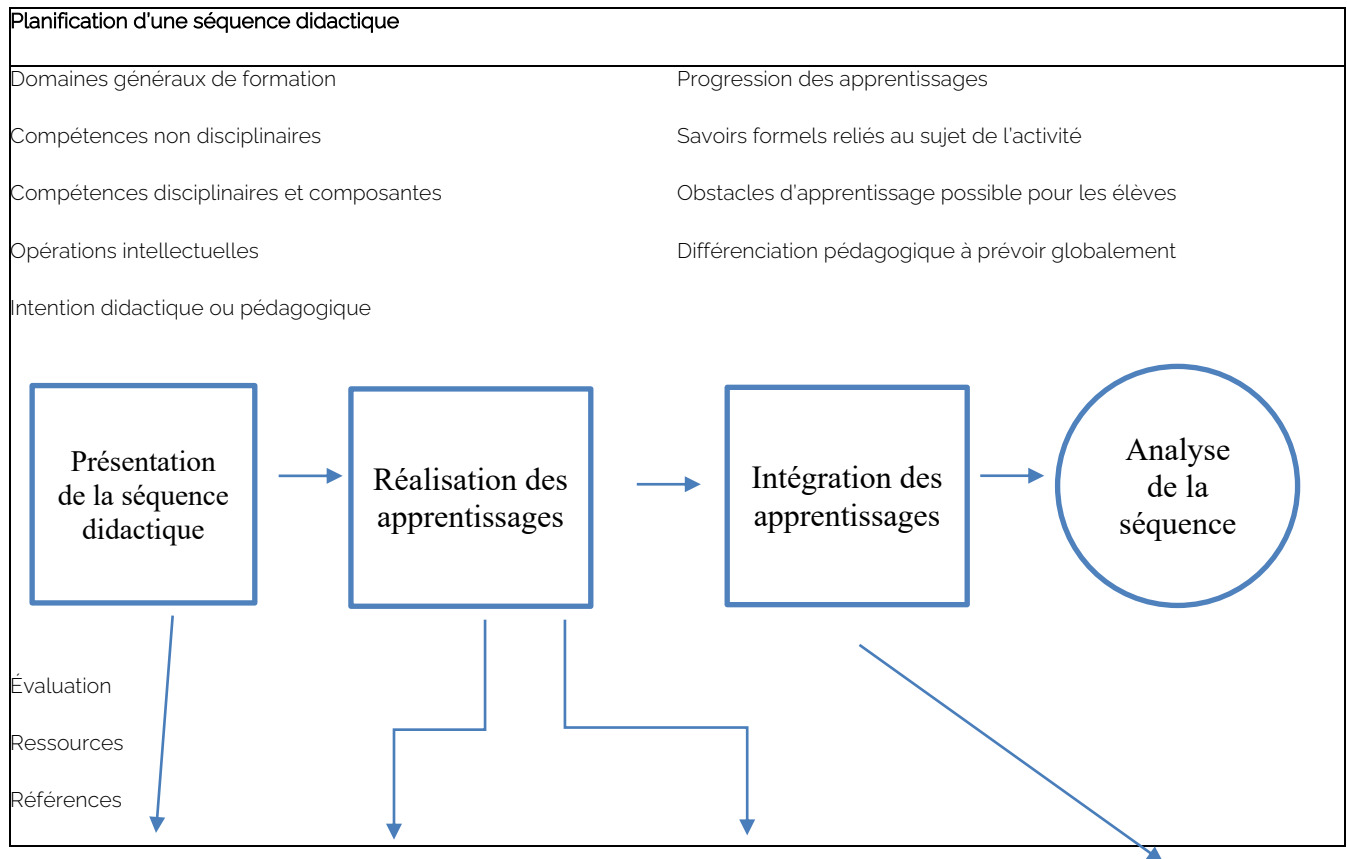 Planification d'une séquence didactique
Domaines généraux de formation
Compétences non disciplinaires
Compétences disciplinaires et composantes
Opérations intellectuelles
Intention didactique ou pédagogique
Progression des apprentissages
Savoirs formels reliés au sujet de l'activité
Obstacles d'apprentissage possible pour les élèves
Différenciation pédagogique à prévoir globalement
Présentation
de la séquence
didactique
Réalisation des
apprentissages
Intégration des
apprentissages
Analyse
de la
séquence
Évaluation
Ressources
Références